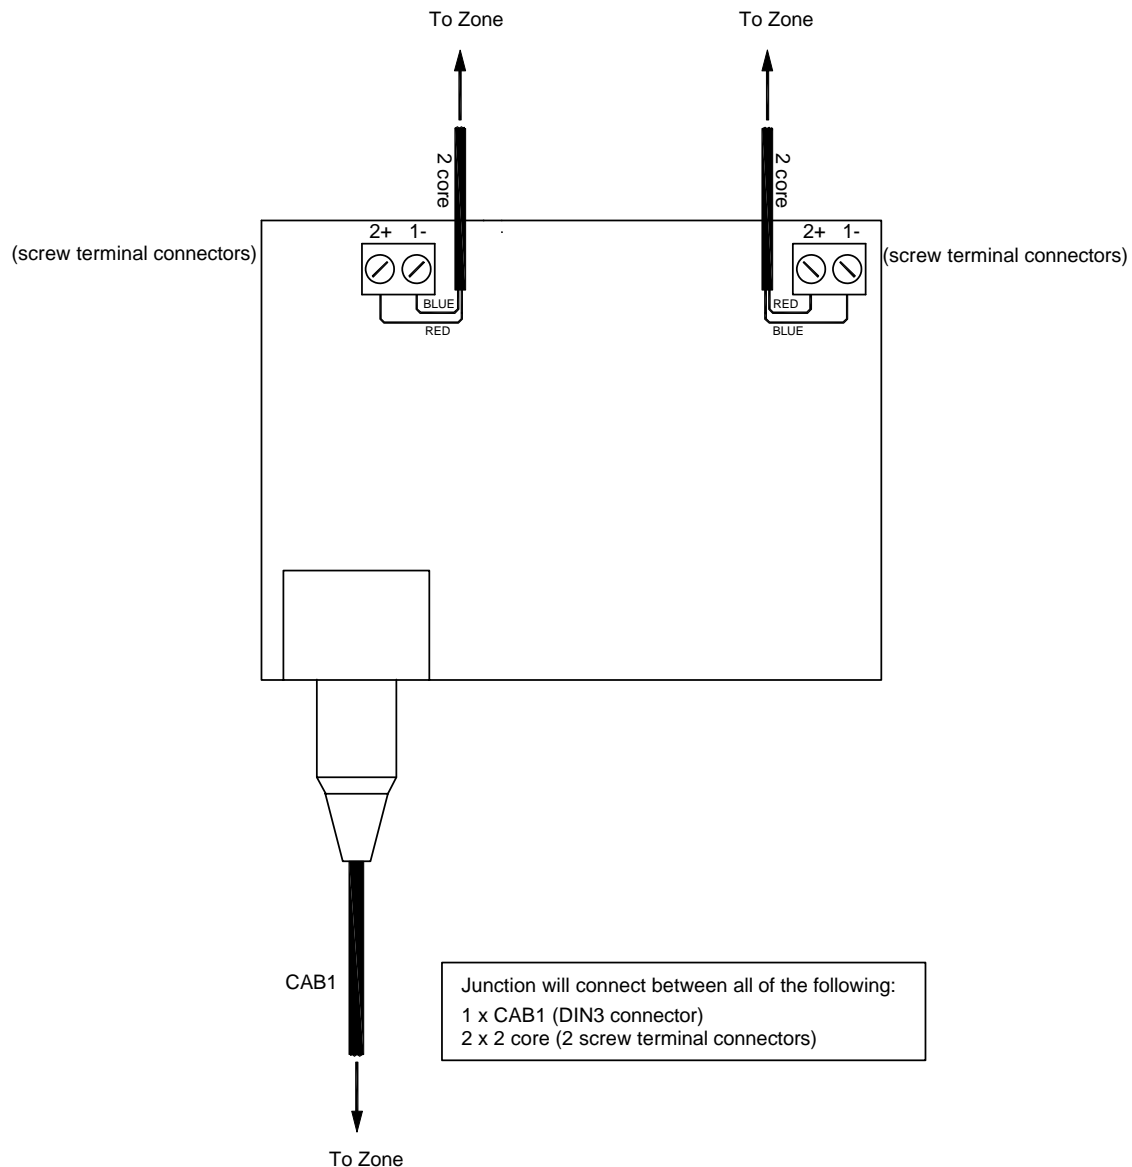 To Zone
To Zone
2 core
2 core
2+ 1-
2+ 1-
(screw terminal connectors)
(screw terminal connectors)
BLUE
RED
RED
BLUE
CAB1
Junction will connect between all of the following:
1 x CAB1 (DIN3 connector)
2 x 2 core (2 screw terminal connectors)
To Zone